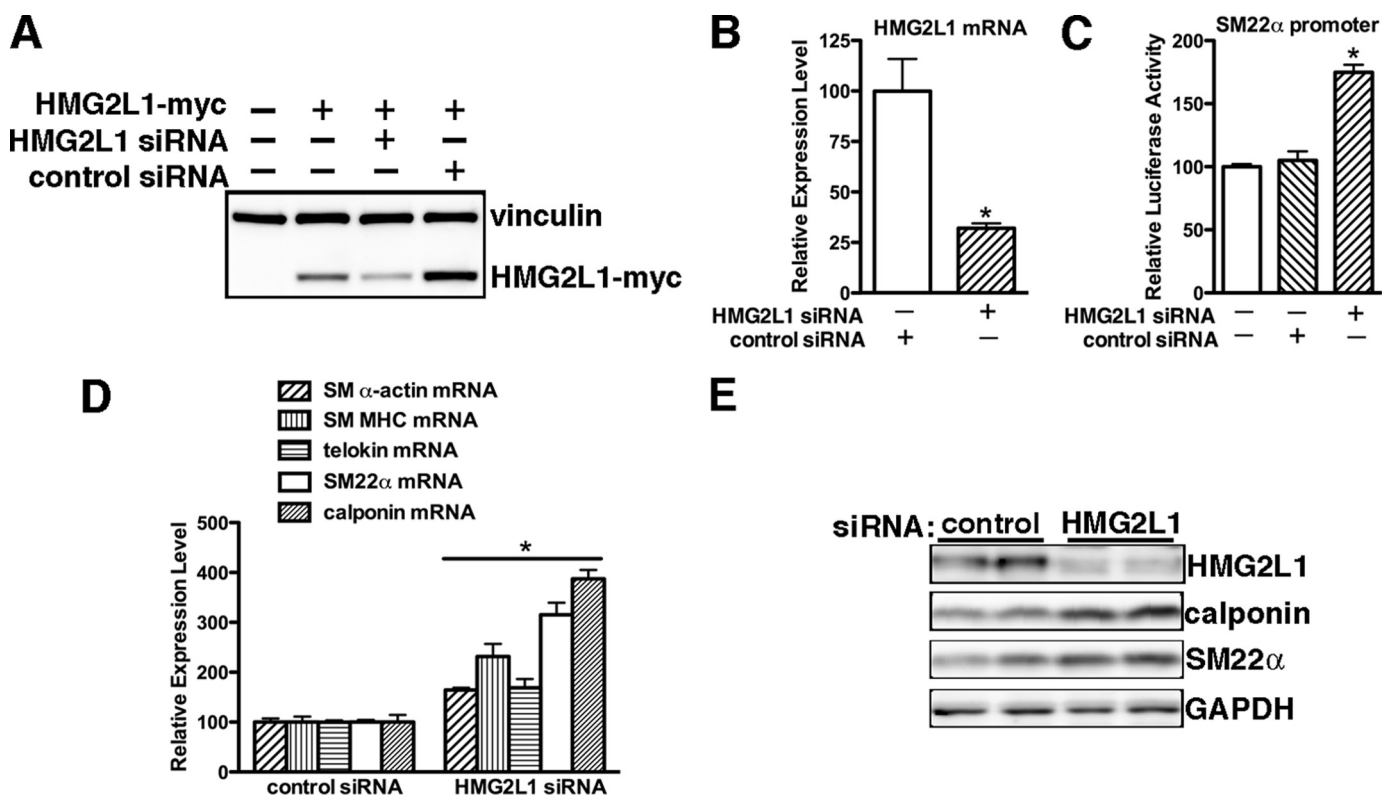 A
HMG2L1-myc − + + +
HMG2L1 siRNA − − + −
control siRNA − − − +
vinculin
HMG2L1-myc
B
HMG2L1 mRNA
Relative Expression Level
125
100
75
50
25
0
*
HMG2L1 siRNA − +
control siRNA + −
C
SM22α promoter
Relative Luciferase Activity
200
150
100
50
0
*
HMG2L1 siRNA − − +
control siRNA − + −
D
SM α-actin mRNA
SM MHC mRNA
telokin mRNA
SM22α mRNA
calponin mRNA
Relative Expression Level
500
400
300
200
100
0
*
control siRNA HMG2L1 siRNA
E
siRNA: control HMG2L1
HMG2L1
calponin
SM22α
GAPDH